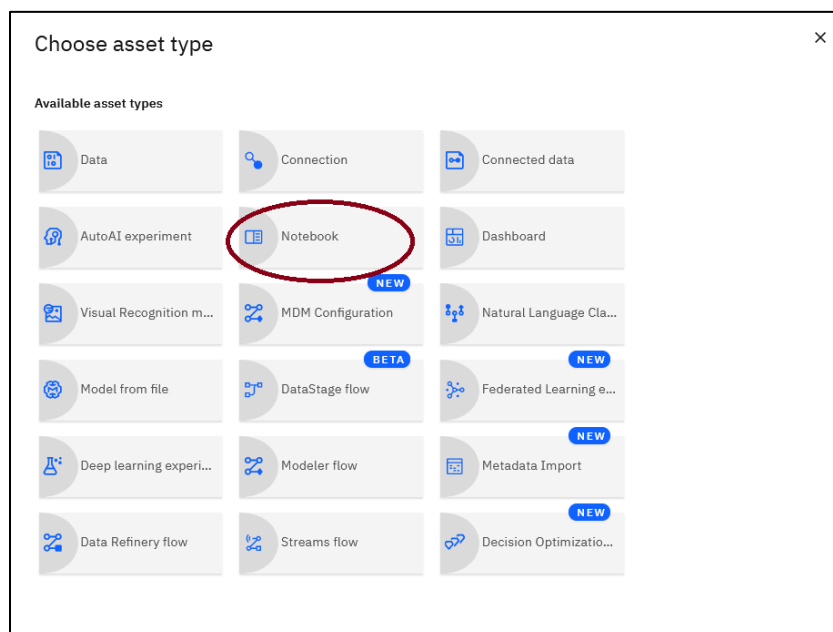 Choose asset type
Available asset types
Data
Connection
Connected data
AutoAI experiment
Notebook
Dashboard
NEW
Visual Recognition m...
MDM Configuration
Natural Language Cla...
BETA
NEW
Model from file
DataStage flow
Federated Learning e...
NEW
Deep learning experi...
Modeler flow
Metadata Import
NEW
Data Refinery flow
Streams flow
Decision Optimizatio...